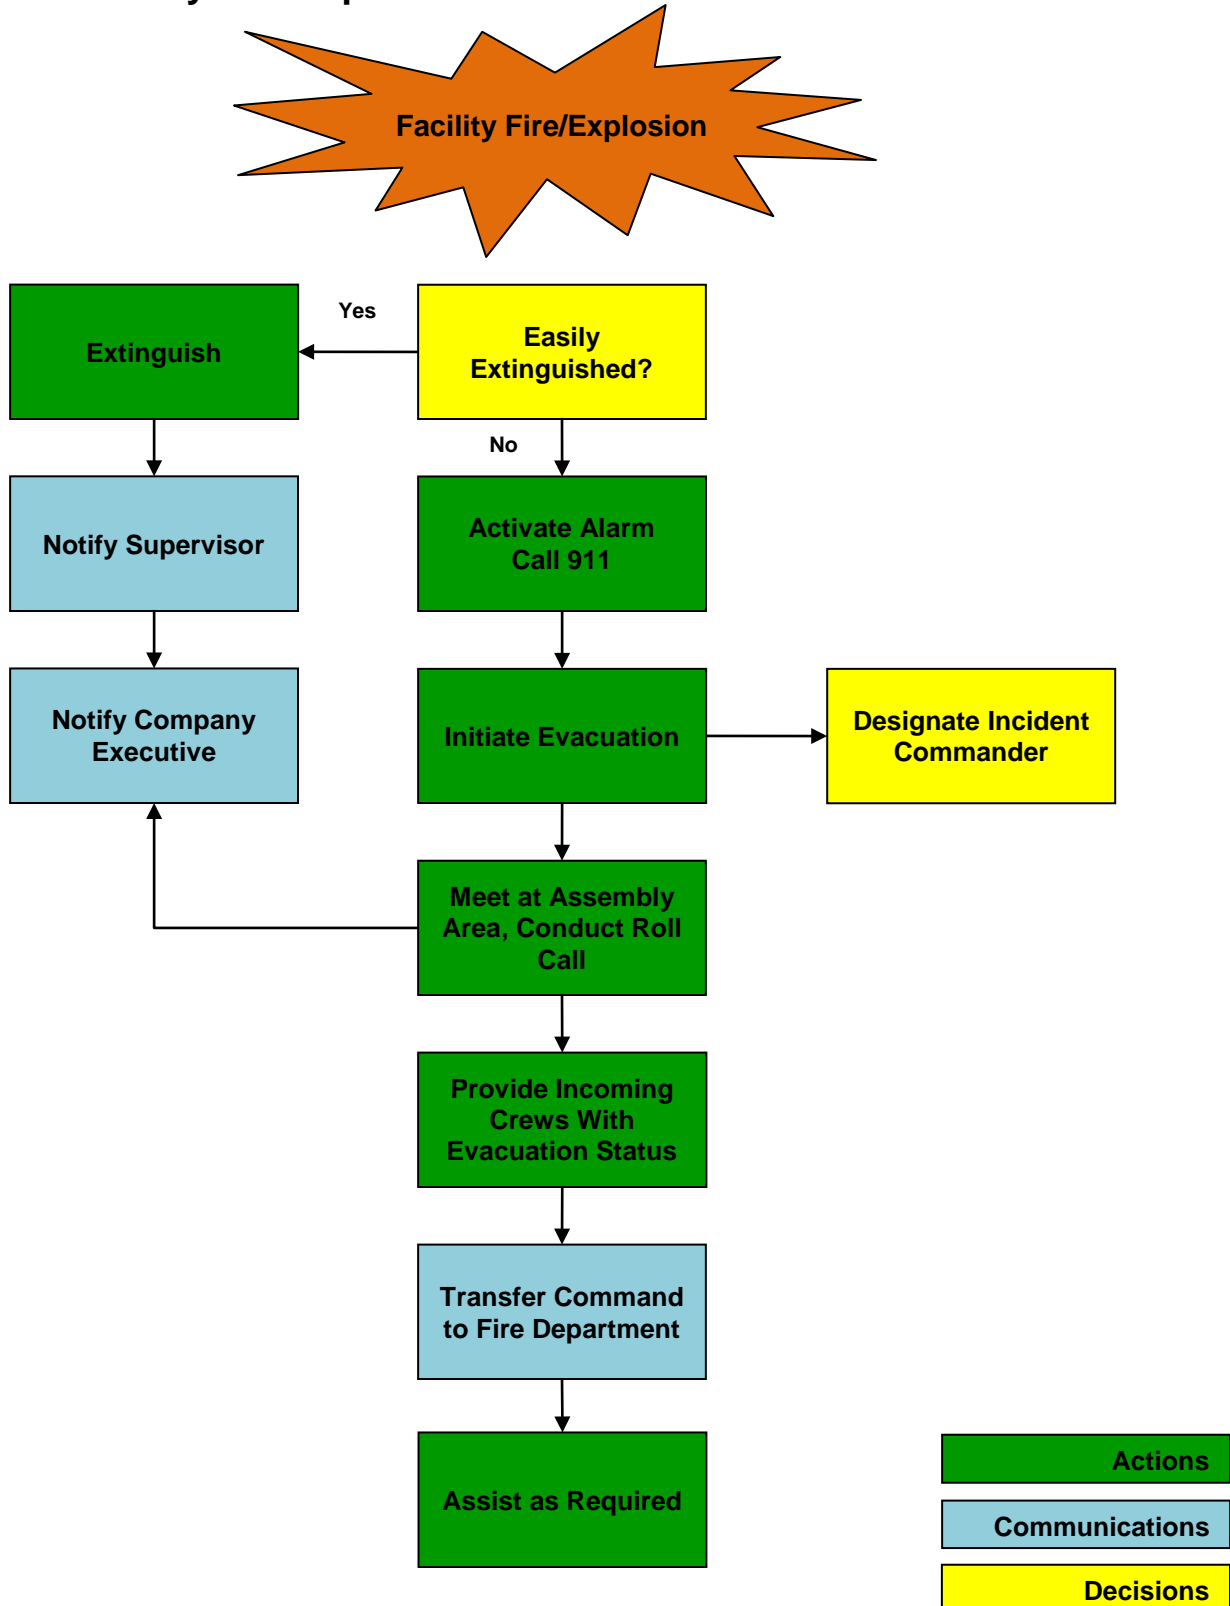 Facility Fire/Explosion
Yes
Extinguish
Easily
Extinguished?
No
Notify Supervisor
Activate Alarm
Call 911
Notify Company
Executive
Initiate Evacuation
Designate Incident
Commander
Meet at Assembly
Area, Conduct Roll
Call
Provide Incoming
Crews With
Evacuation Status
Transfer Command
to Fire Department
Assist as Required
Actions
Communications
Decisions